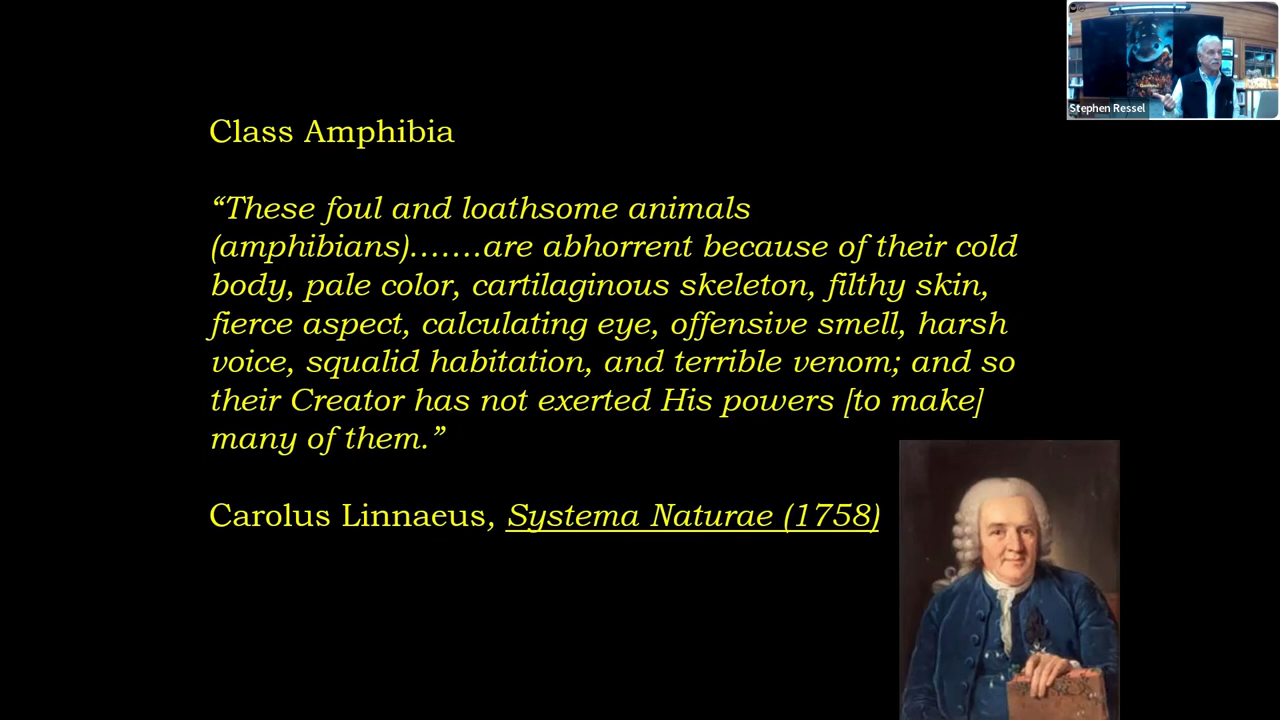 Class Amphibia
“These foul and loathsome animals
(amphibians).......are abhorrent because of their cold
body, pale color, cartilaginous skeleton, filthy skin,
fierce aspect, calculating eye, offensive smell, harsh
voice, squalid habitation, and terrible venom; and so
their Creator has not exerted His powers [to make]
many of them.”
Carolus Linnaeus, Systema Naturae (1758)
Stephen Ressel